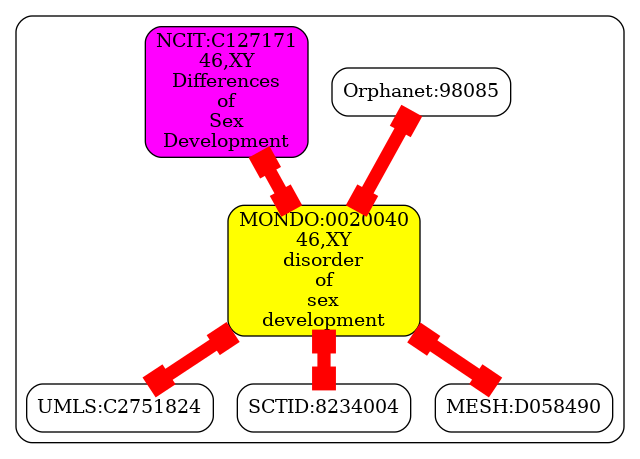 NCIT:C127171
46,XY
Differences
of
Sex
Development
Orphanet:98085
MONDO:0020040
46,XY
disorder
of
sex
development
UMLS:C2751824
SCTID:8234004
MESH:D058490